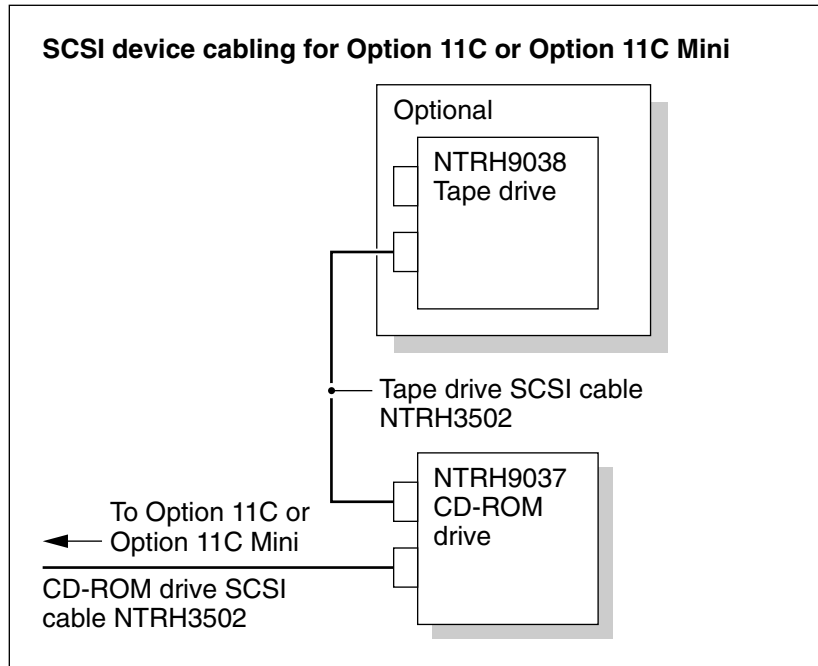 SCSI device cabling for Option 11C or Option 11C Mini
Optional
NTRH9038
Tape drive
Tape drive SCSI cable
NTRH3502
NTRH9037
CD-ROM
drive
To Option 11C or
Option 11C Mini
CD-ROM drive SCSI
cable NTRH3502